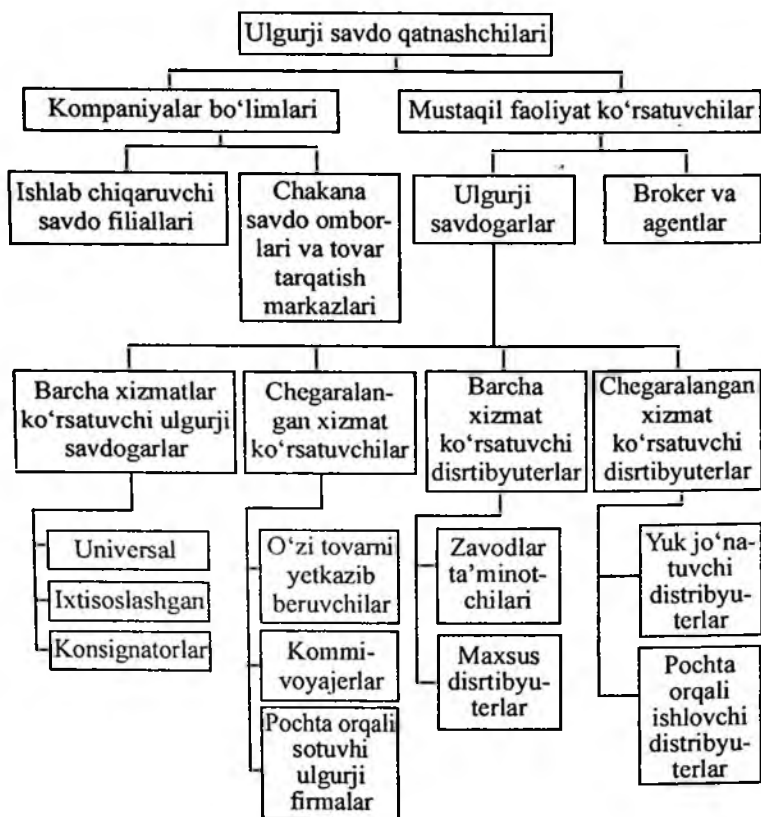 Ulgurji savdo qatnashchilari
Kompaniyalar bo‘limlari
Mustaqil faoliyat ko‘rsatuvchilar
Ishlab chiqaruvchi
savdo filiallari
Chakana
savdo ombor-
lari va tovar
tarqatish
markazlari
Ulgurji
savdogarlar
Broker va
agentlar
Barcha xizmatlar
ko‘rsatuvchi ulgurji
savdogarlar
Chegaralan-
gan xizmat
ko‘rsatuvchilar
Barcha
xizmat
ko‘rsatuvchi
disrtibyuterlar
Chegaralangan
xizmat
ko‘rsatuvchi
disrtibyuterlar
Universal
Ixtisoslashgan
Konsignatorlar
O‘zi tovarni
yetkazib
beruvchilar
Kommi-
voyajerlar
Pochta orqali
sotuvhi
ulgurji
firmalar
Zavodlar
ta’minot-
chilari
Maxsus
disrtibyu-
terlar
Yuk jo‘na-
tuvchi
distribyu-
terlar
Pochta
orqali
ishlovchi
distribyu-
terlar